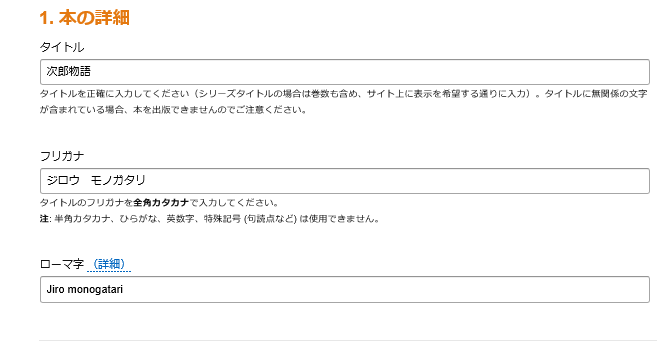 1. 本の詳細
タイトル
次郎物語
タイトルを正確に入力してください（シリーズタイトルの場合は巻数も含め、サイト上に表示を希望する通りに入力）。タイトルに無関係の文字
が含まれている場合、本を出版できませんのでご注意ください。
フリガナ
ジロウ　モノガタリ
タイトルのフリガナを全角カタカナで入力してください。
注: 半角カタカナ、ひらがな、英数字、特殊記号 (句読点など) は使用できません。
ローマ字 （詳細）
Jiro monogatari